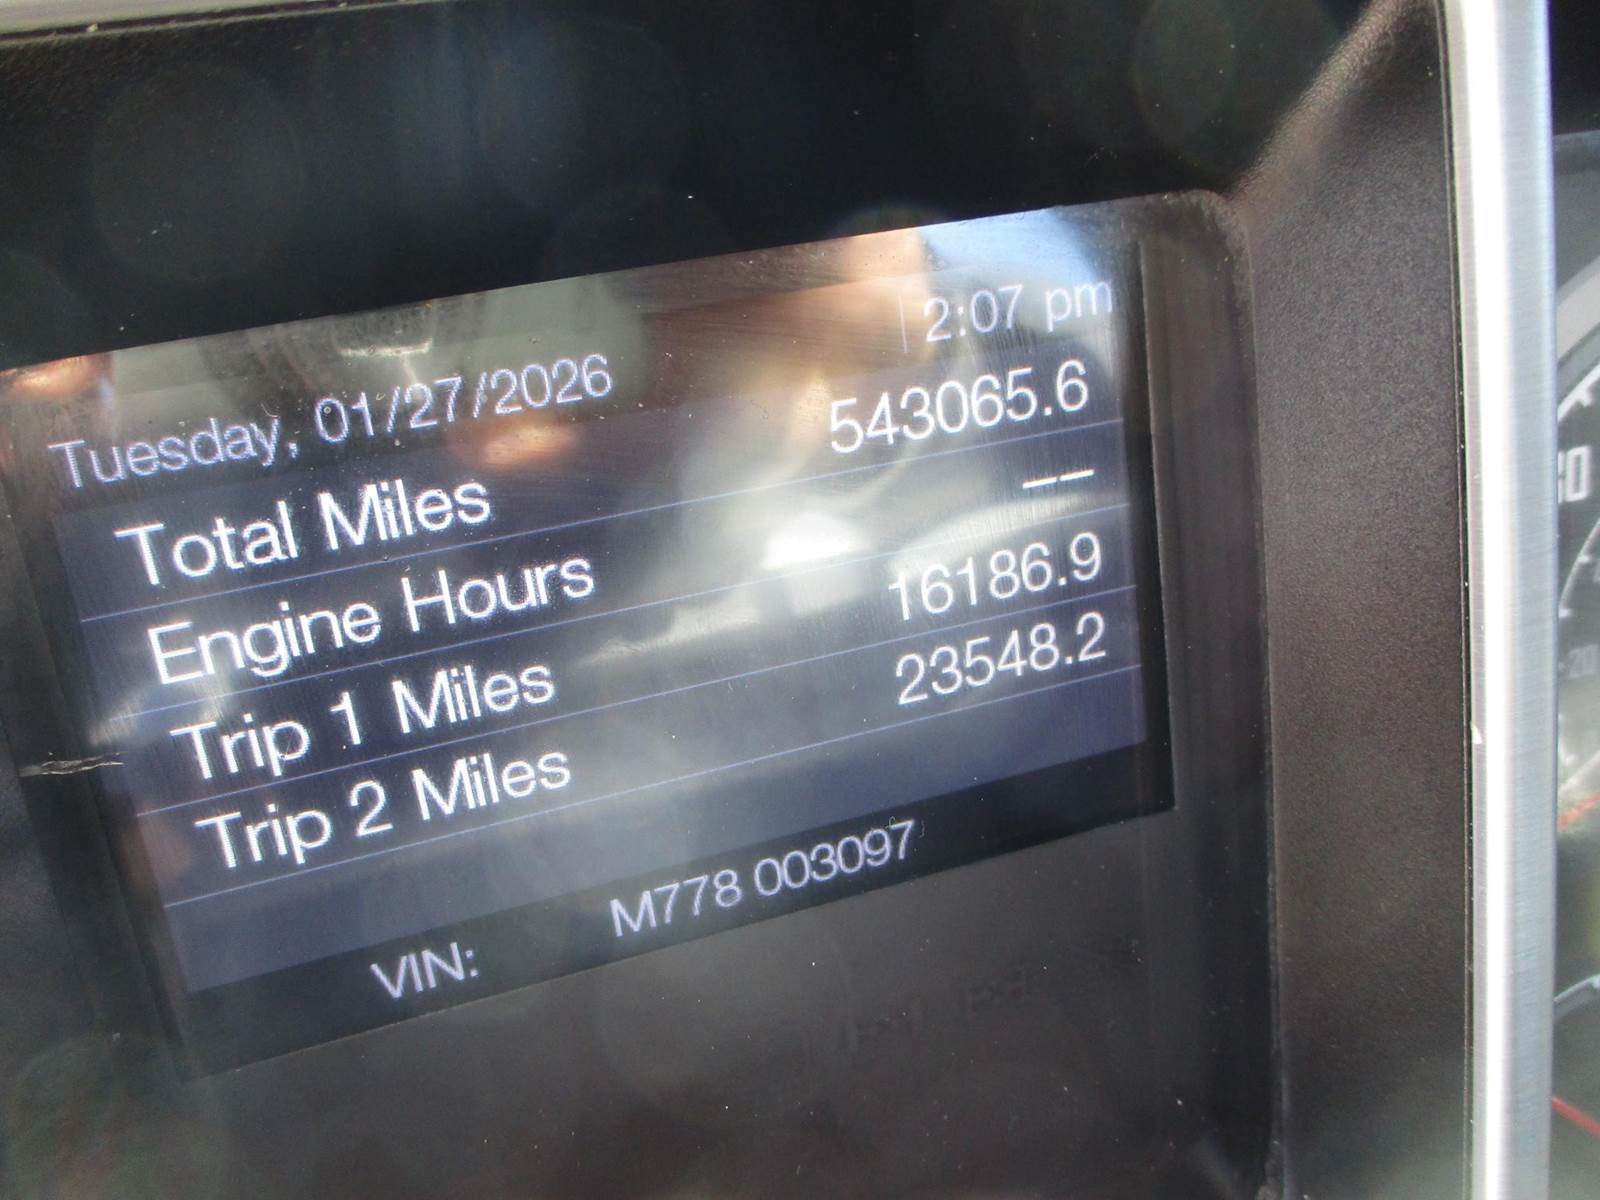 2:07 pm
Tuesday, 01/27/2026
Total Miles 543065.6
Engine Hours --
Trip 1 Miles 16186.9
Trip 2 Miles 23548.2
VIN: M778 003097